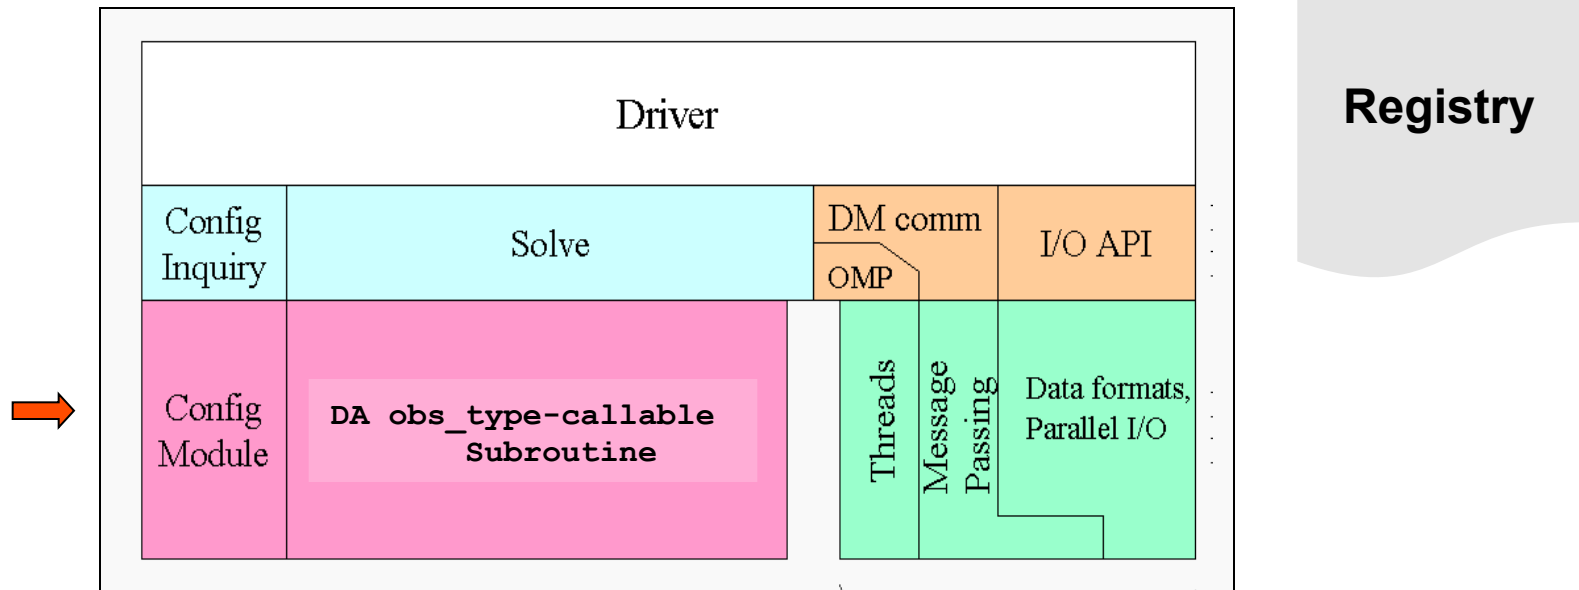 Driver
Registry
Config
Inquiry
Solve
DM comm
OMP
I/O API
Config
Module
DA obs_type-callable
Subroutine
Threads
Message
Passing
Data formats,
Parallel I/O